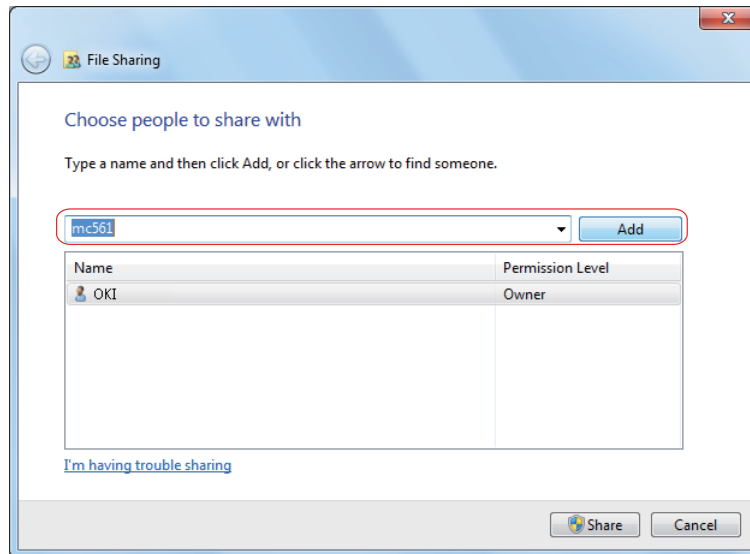 File Sharing
Choose people to share with
Type a name and then click Add, or click the arrow to find someone.
mc561 Add
Name Permission Level
OKI Owner
I'm having trouble sharing
Share Cancel